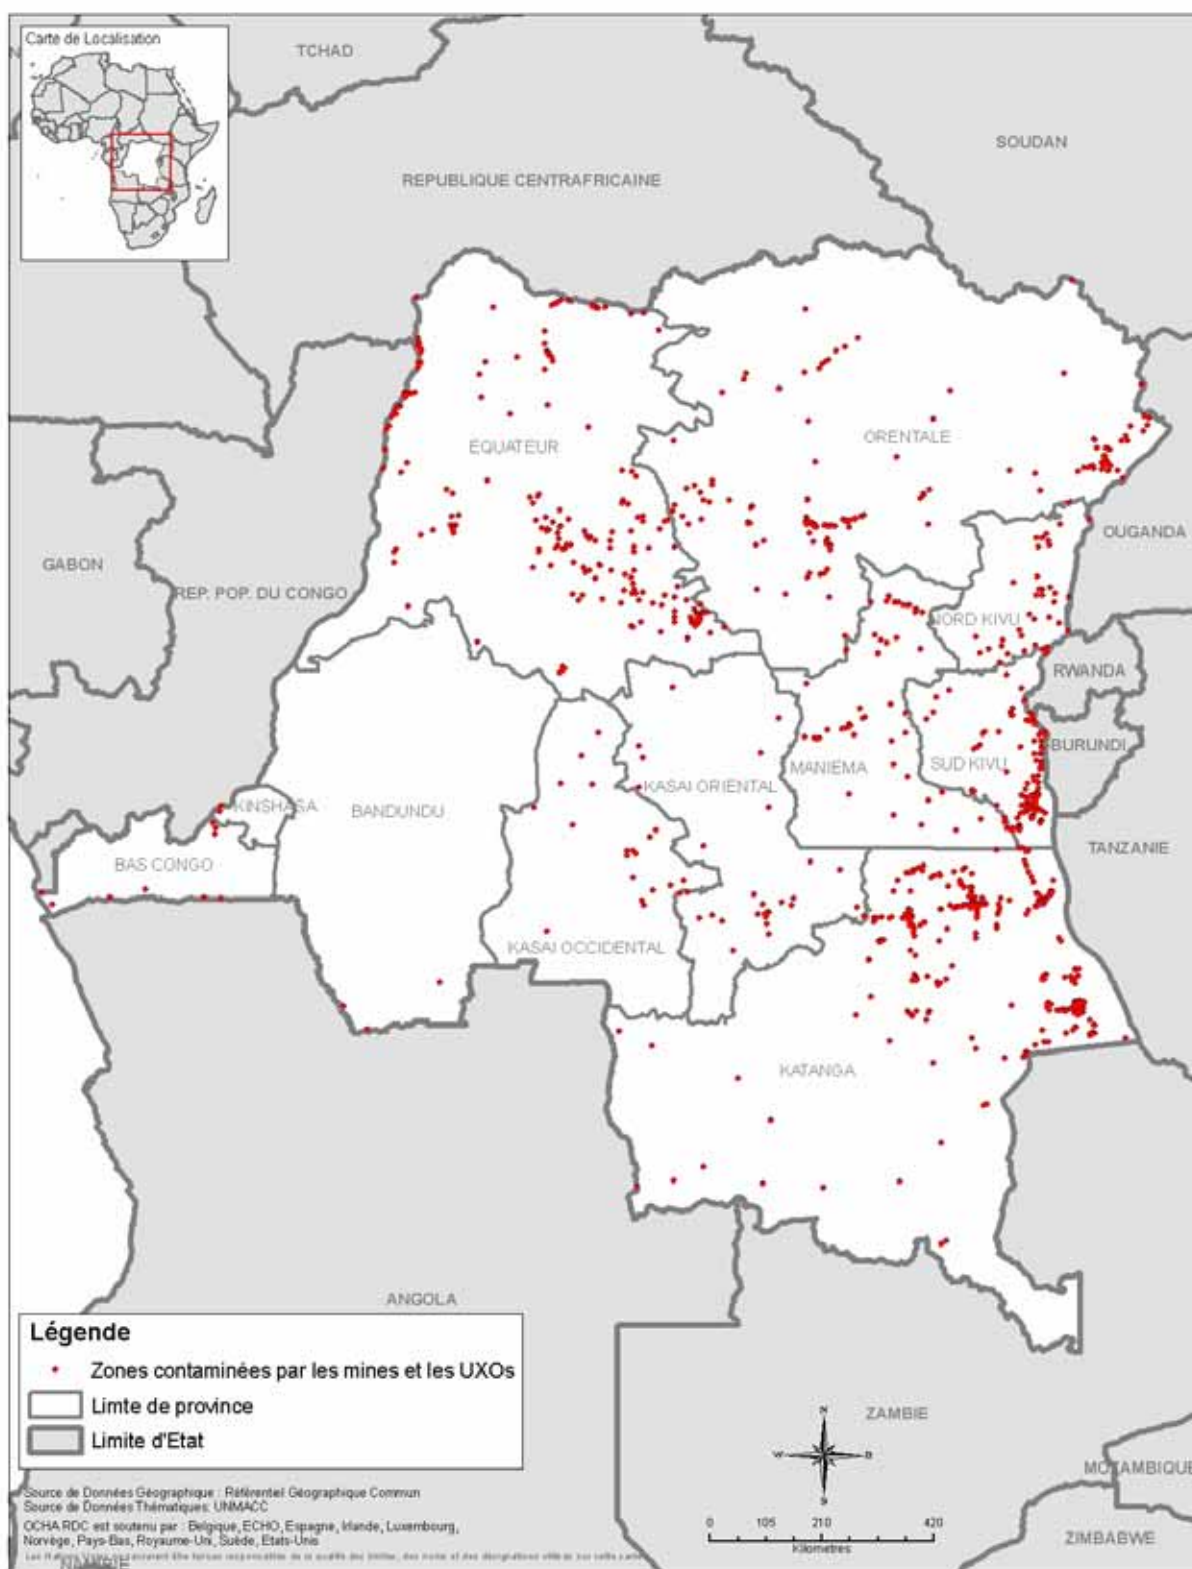 Carte de Localisation
TCHAD
SOUDAN
REPUBLIQUE CENTRAFRICAINE
EQUATEUR
ORENTALE
GABON
REP. POP. DU CONGO
OUGANDA
NORD KIVU
RWANDA
BURUNDI
SUD KIVU
MANIEMA
KASAI ORIENTAL
KINSHASA
BANDUNDU
BAS CONGO
TANZANIE
KASAI OCCIDENTAL
KATANGA
ANGOLA
Légende
Zones contaminées par les mines et les UXOs
Limte de province
Limite d'Etat
ZAMBIE
N
W
S
MOZAMBIQUE
ZIMBABWE
0 105 210 420
Kilometres
Source de Données Géographique : Référentiel Géographique Commun
Source de Données Thématiques: UNMACC
OCHA RDC est soutenu par : Belgique, ECHO, Espagne, Irlande, Luxembourg,
Norvège, Pays-Bas, Royaume-Uni, Suède, Etats-Unis